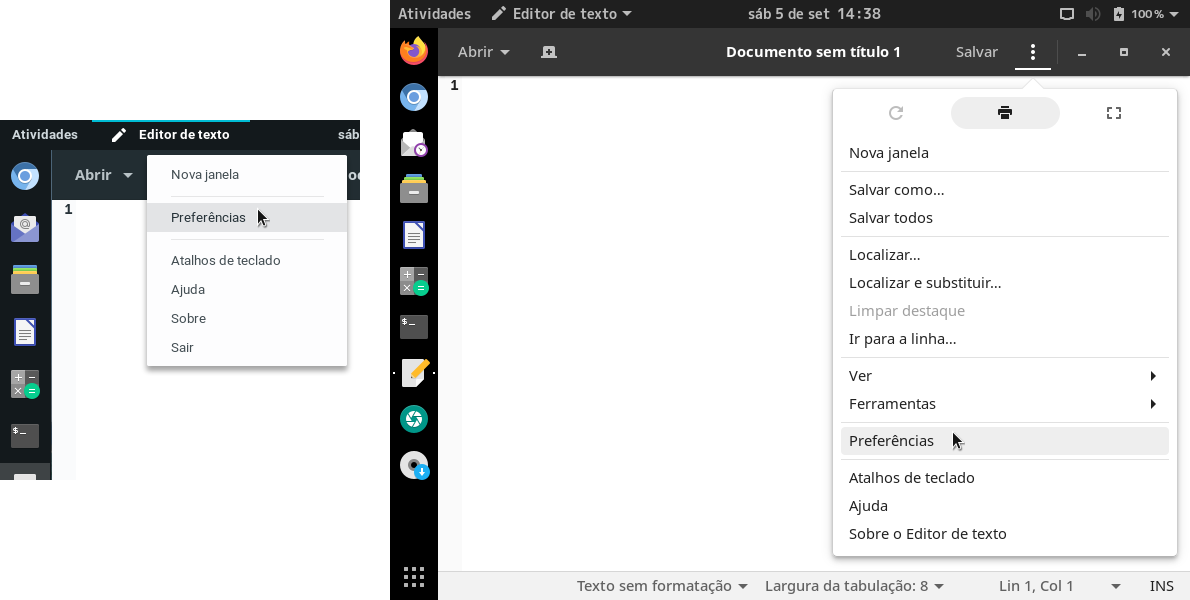 Atividades Editor de texto sáb
Abrir
1
Nova janela
Preferências
Atalhos de teclado
Ajuda
Sobre
Sair
$_
Atividades Editor de texto sáb 5 de set 14:38 100 %
Abrir Documento sem título 1 Salvar
1
Nova janela
Salvar como...
Salvar todos
Localizar...
Localizar e substituir...
Limpar destaque
Ir para a linha...
Ver
Ferramentas
Preferências
Atalhos de teclado
Ajuda
Sobre o Editor de texto
$_
Texto sem formatação Largura da tabulação: 8 Lin 1, Col 1 INS